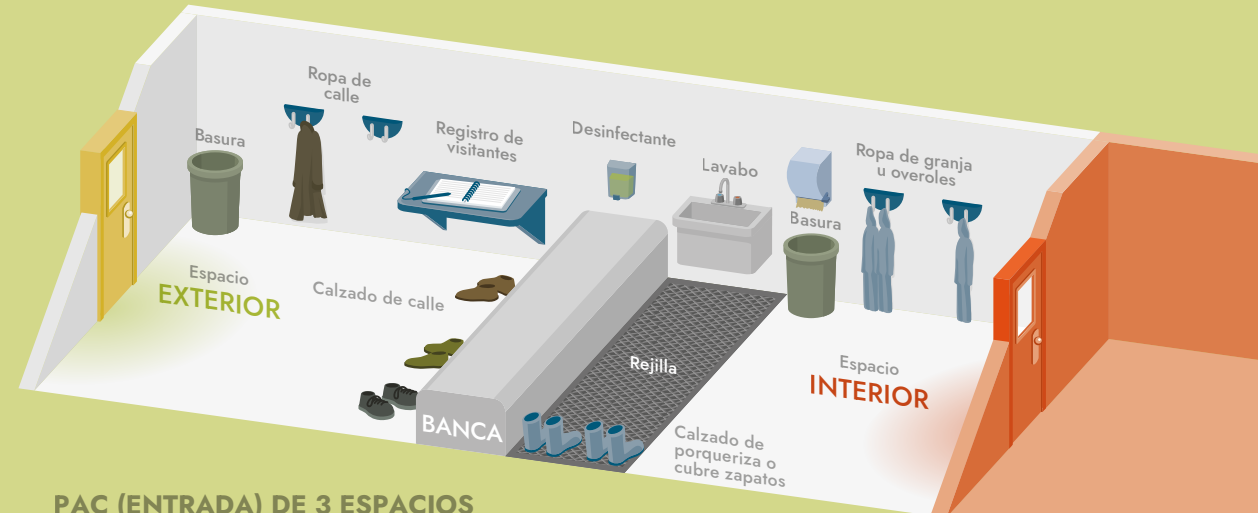 Ropa de
calle
Basura
Registro de
visitantes
Desinfectante
Lavabo
Ropa de granja
u overoles
Basura
Espacio
EXTERIOR
Calzado de calle
Rejilla
Espacio
INTERIOR
BANCA
Calzado de
porqueriza o
cubre zapatos
PAC (ENTRADA) DE 3 ESPACIOS